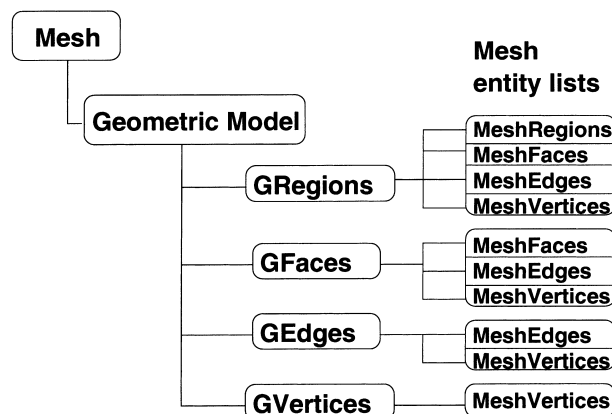 Mesh
Mesh
entity lists
Geometric Model
GRegions
MeshRegions
MeshFaces
MeshEdges
MeshVertices
GFaces
MeshFaces
MeshEdges
MeshVertices
GEdges
MeshEdges
MeshVertices
GVertices
MeshVertices